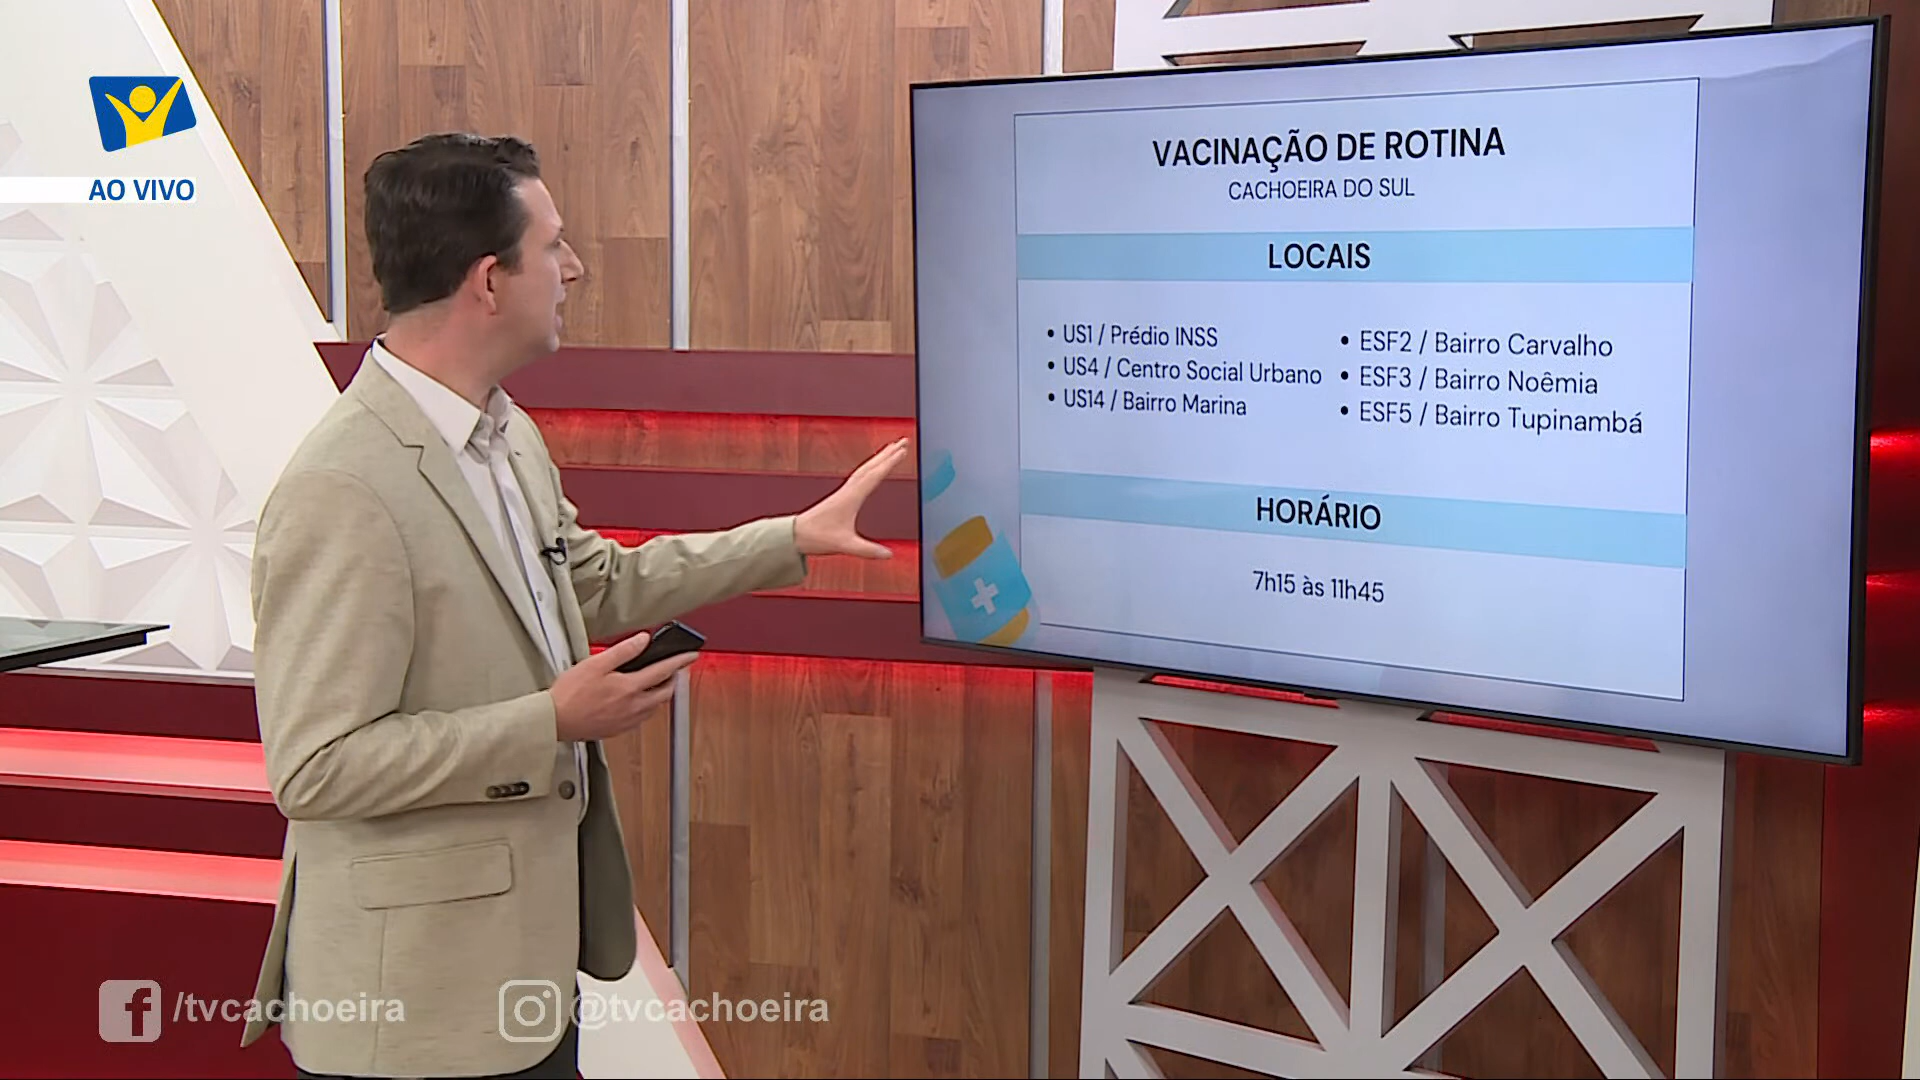 AO VIVO
VACINAÇÃO DE ROTINA
CACHOEIRA DO SUL
LOCAIS
• US1 / Prédio INSS
• US4 / Centro Social Urbano
• US14 / Bairro Marina
• ESF2 / Bairro Carvalho
• ESF3 / Bairro Noêmia
• ESF5 / Bairro Tupinambá
HORÁRIO
7h15 às 11h45
/tvcachoeira
@tvcachoeira